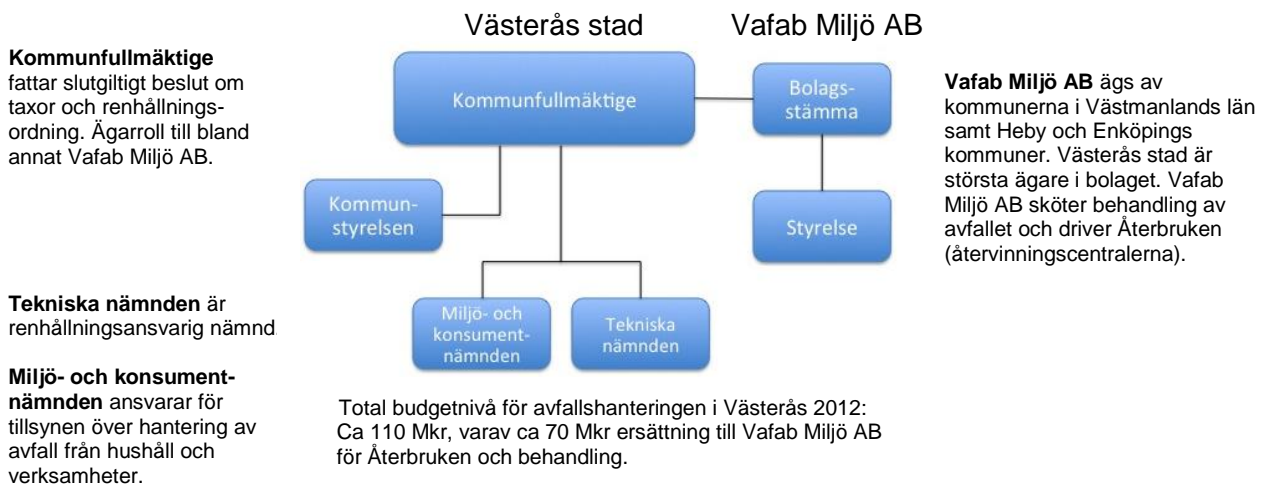 Västerås stad
Vafab Miljö AB
Kommunfullmäktige
fattar slutgiltigt beslut om
taxor och renhållnings-
ordning. Ägarroll till bland
annat Vafab Miljö AB.
Tekniska nämnden är
renhållningsansvarig nämnd.
Miljö- och konsument-
nämnden ansvarar för
tillsynen över hantering av
avfall från hushåll och
verksamheter.
Kommunfullmäktige
Kommun-
styrelsen
Miljö- och
konsument-
nämnden
Tekniska
nämnden
Bolags-
stämma
Styrelse
Vafab Miljö AB ägs av
kommunerna i Västmanlands län
samt Heby och Enköpings
kommuner. Västerås stad är
största ägare i bolaget. Vafab
Miljö AB sköter behandling av
avfallet och driver Återbruken
(återvinningscentralerna).
Total budgetnivå för avfallshanteringen i Västerås 2012:
Ca 110 Mkr, varav ca 70 Mkr ersättning till Vafab Miljö AB
för Återbruken och behandling.